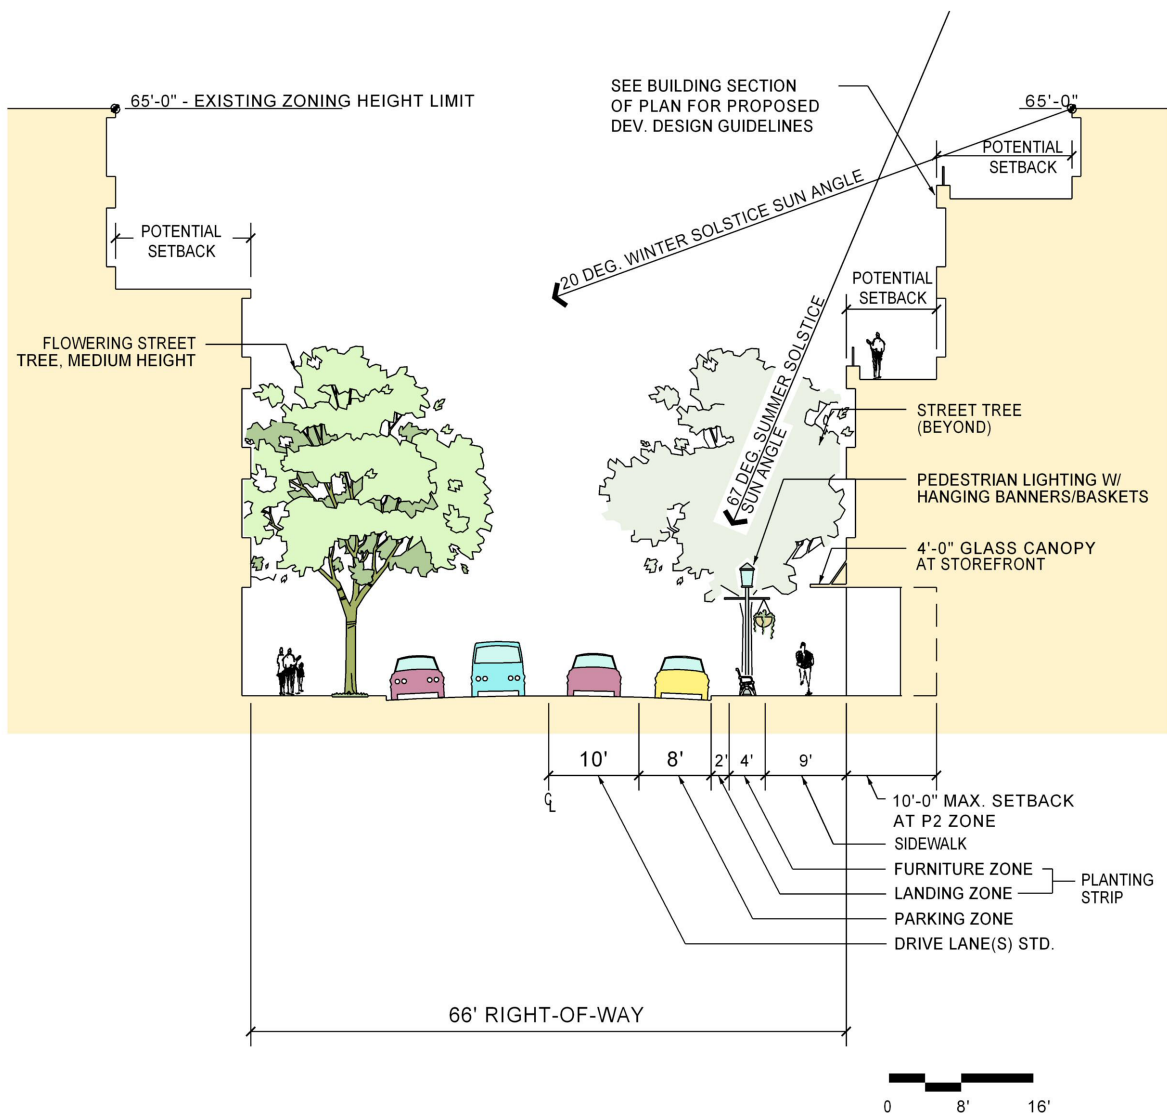 65'-0" - EXISTING ZONING HEIGHT LIMIT
SEE BUILDING SECTION
OF PLAN FOR PROPOSED
DEV. DESIGN GUIDELINES
65'-0"
POTENTIAL
SETBACK
20 DEG. WINTER SOLSTICE SUN ANGLE
POTENTIAL
SETBACK
POTENTIAL
SETBACK
67 DEG. SUMMER SOLSTICE
SUN ANGLE
FLOWERING STREET
TREE, MEDIUM HEIGHT
STREET TREE
(BEYOND)
PEDESTRIAN LIGHTING W/
HANGING BANNERS/BASKETS
4'-0" GLASS CANOPY
AT STOREFRONT
10' 8' 2' 4' 9'
CL
10'-0" MAX. SETBACK
AT P2 ZONE
SIDEWALK
FURNITURE ZONE
LANDING ZONE
PLANTING
STRIP
PARKING ZONE
DRIVE LANE(S) STD.
66' RIGHT-OF-WAY
0 8' 16'